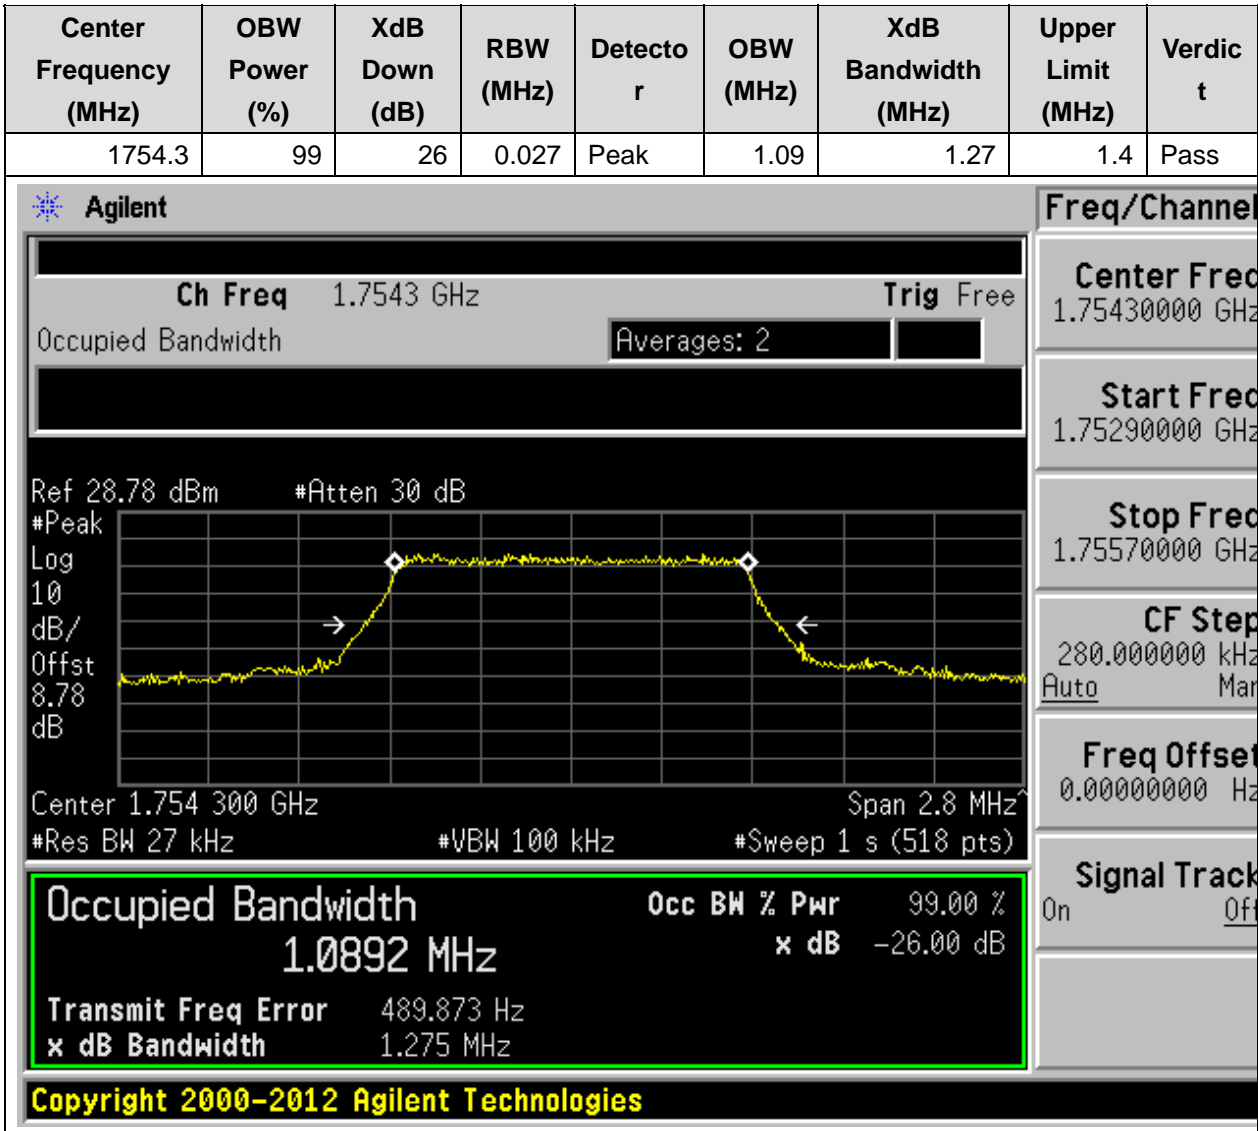 Center Frequency (MHz) OBW Power (%) XdB Down (dB) RBW (MHz) Detector OBW (MHz) XdB Bandwidth (MHz) Upper Limit (MHz) Verdict
1754.3 99 26 0.027 Peak 1.09 1.27 1.4 Pass
Agilent
Freq/Channel
Ch Freq 1.7543 GHz Trig Free
Occupied Bandwidth Averages: 2
Center Freq
1.75430000 GHz
Start Freq
1.75290000 GHz
Stop Freq
1.75570000 GHz
CF Step
280.000000 kHz
Auto Man
Freq Offset
0.00000000 Hz
Signal Track
On Off
Ref 28.78 dBm #Atten 30 dB
#Peak
Log
10
dB/
Offst
8.78
dB
Center 1.754 300 GHz Span 2.8 MHz^
#Res BW 27 kHz #VBW 100 kHz #Sweep 1 s (518 pts)
Occupied Bandwidth
1.0892 MHz
Occ BW % Pwr 99.00 %
x dB -26.00 dB
Transmit Freq Error 489.873 Hz
x dB Bandwidth 1.275 MHz
Copyright 2000-2012 Agilent Technologies